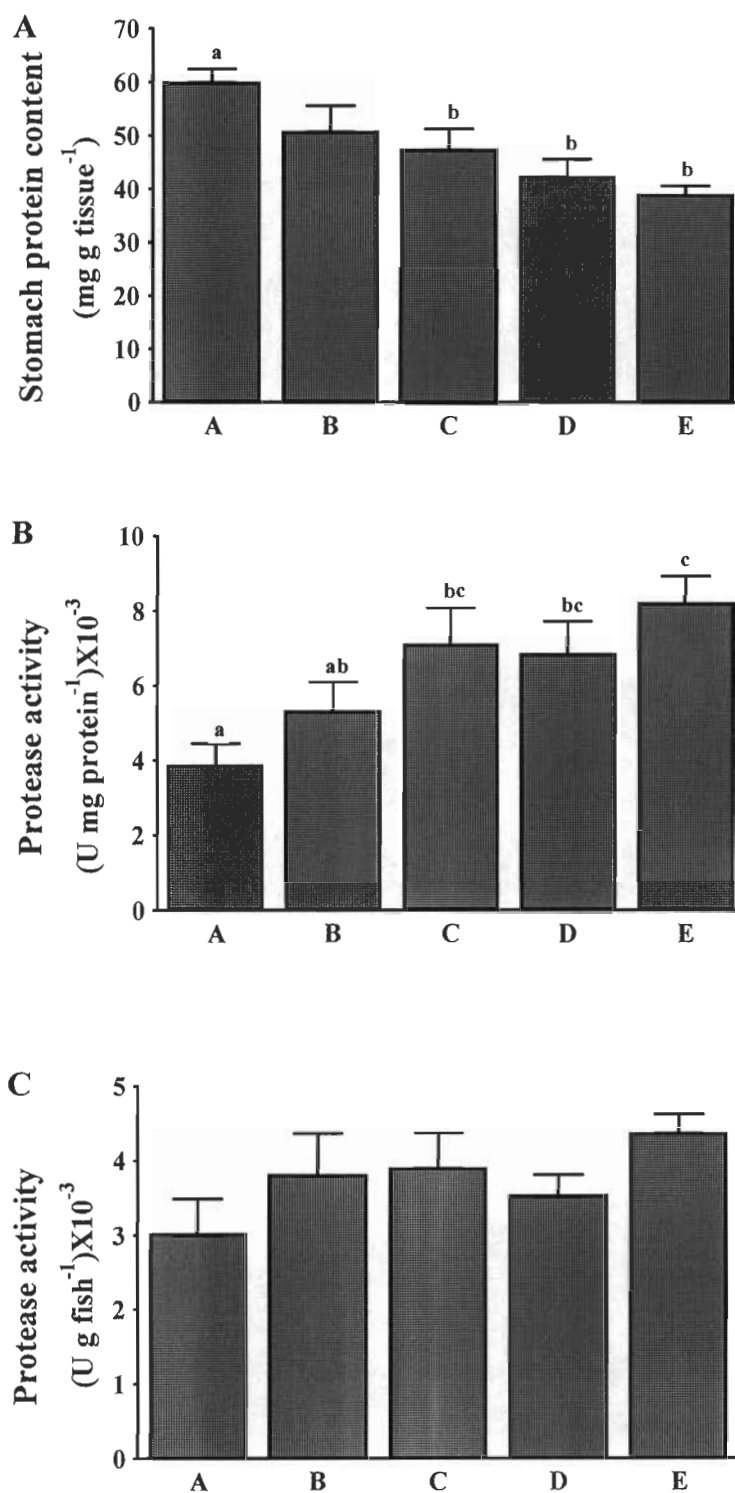 A
Stomach protein content
(mg g tissue⁻¹)
70
60
50
40
30
20
10
0
a
b
b
b
A B C D E
B
Protease activity
(U mg protein⁻¹)X10⁻³
10
8
6
4
2
0
a
ab
bc
bc
c
A B C D E
C
Protease activity
(U g fish⁻¹)X10⁻³
5
4
3
2
1
0
A B C D E